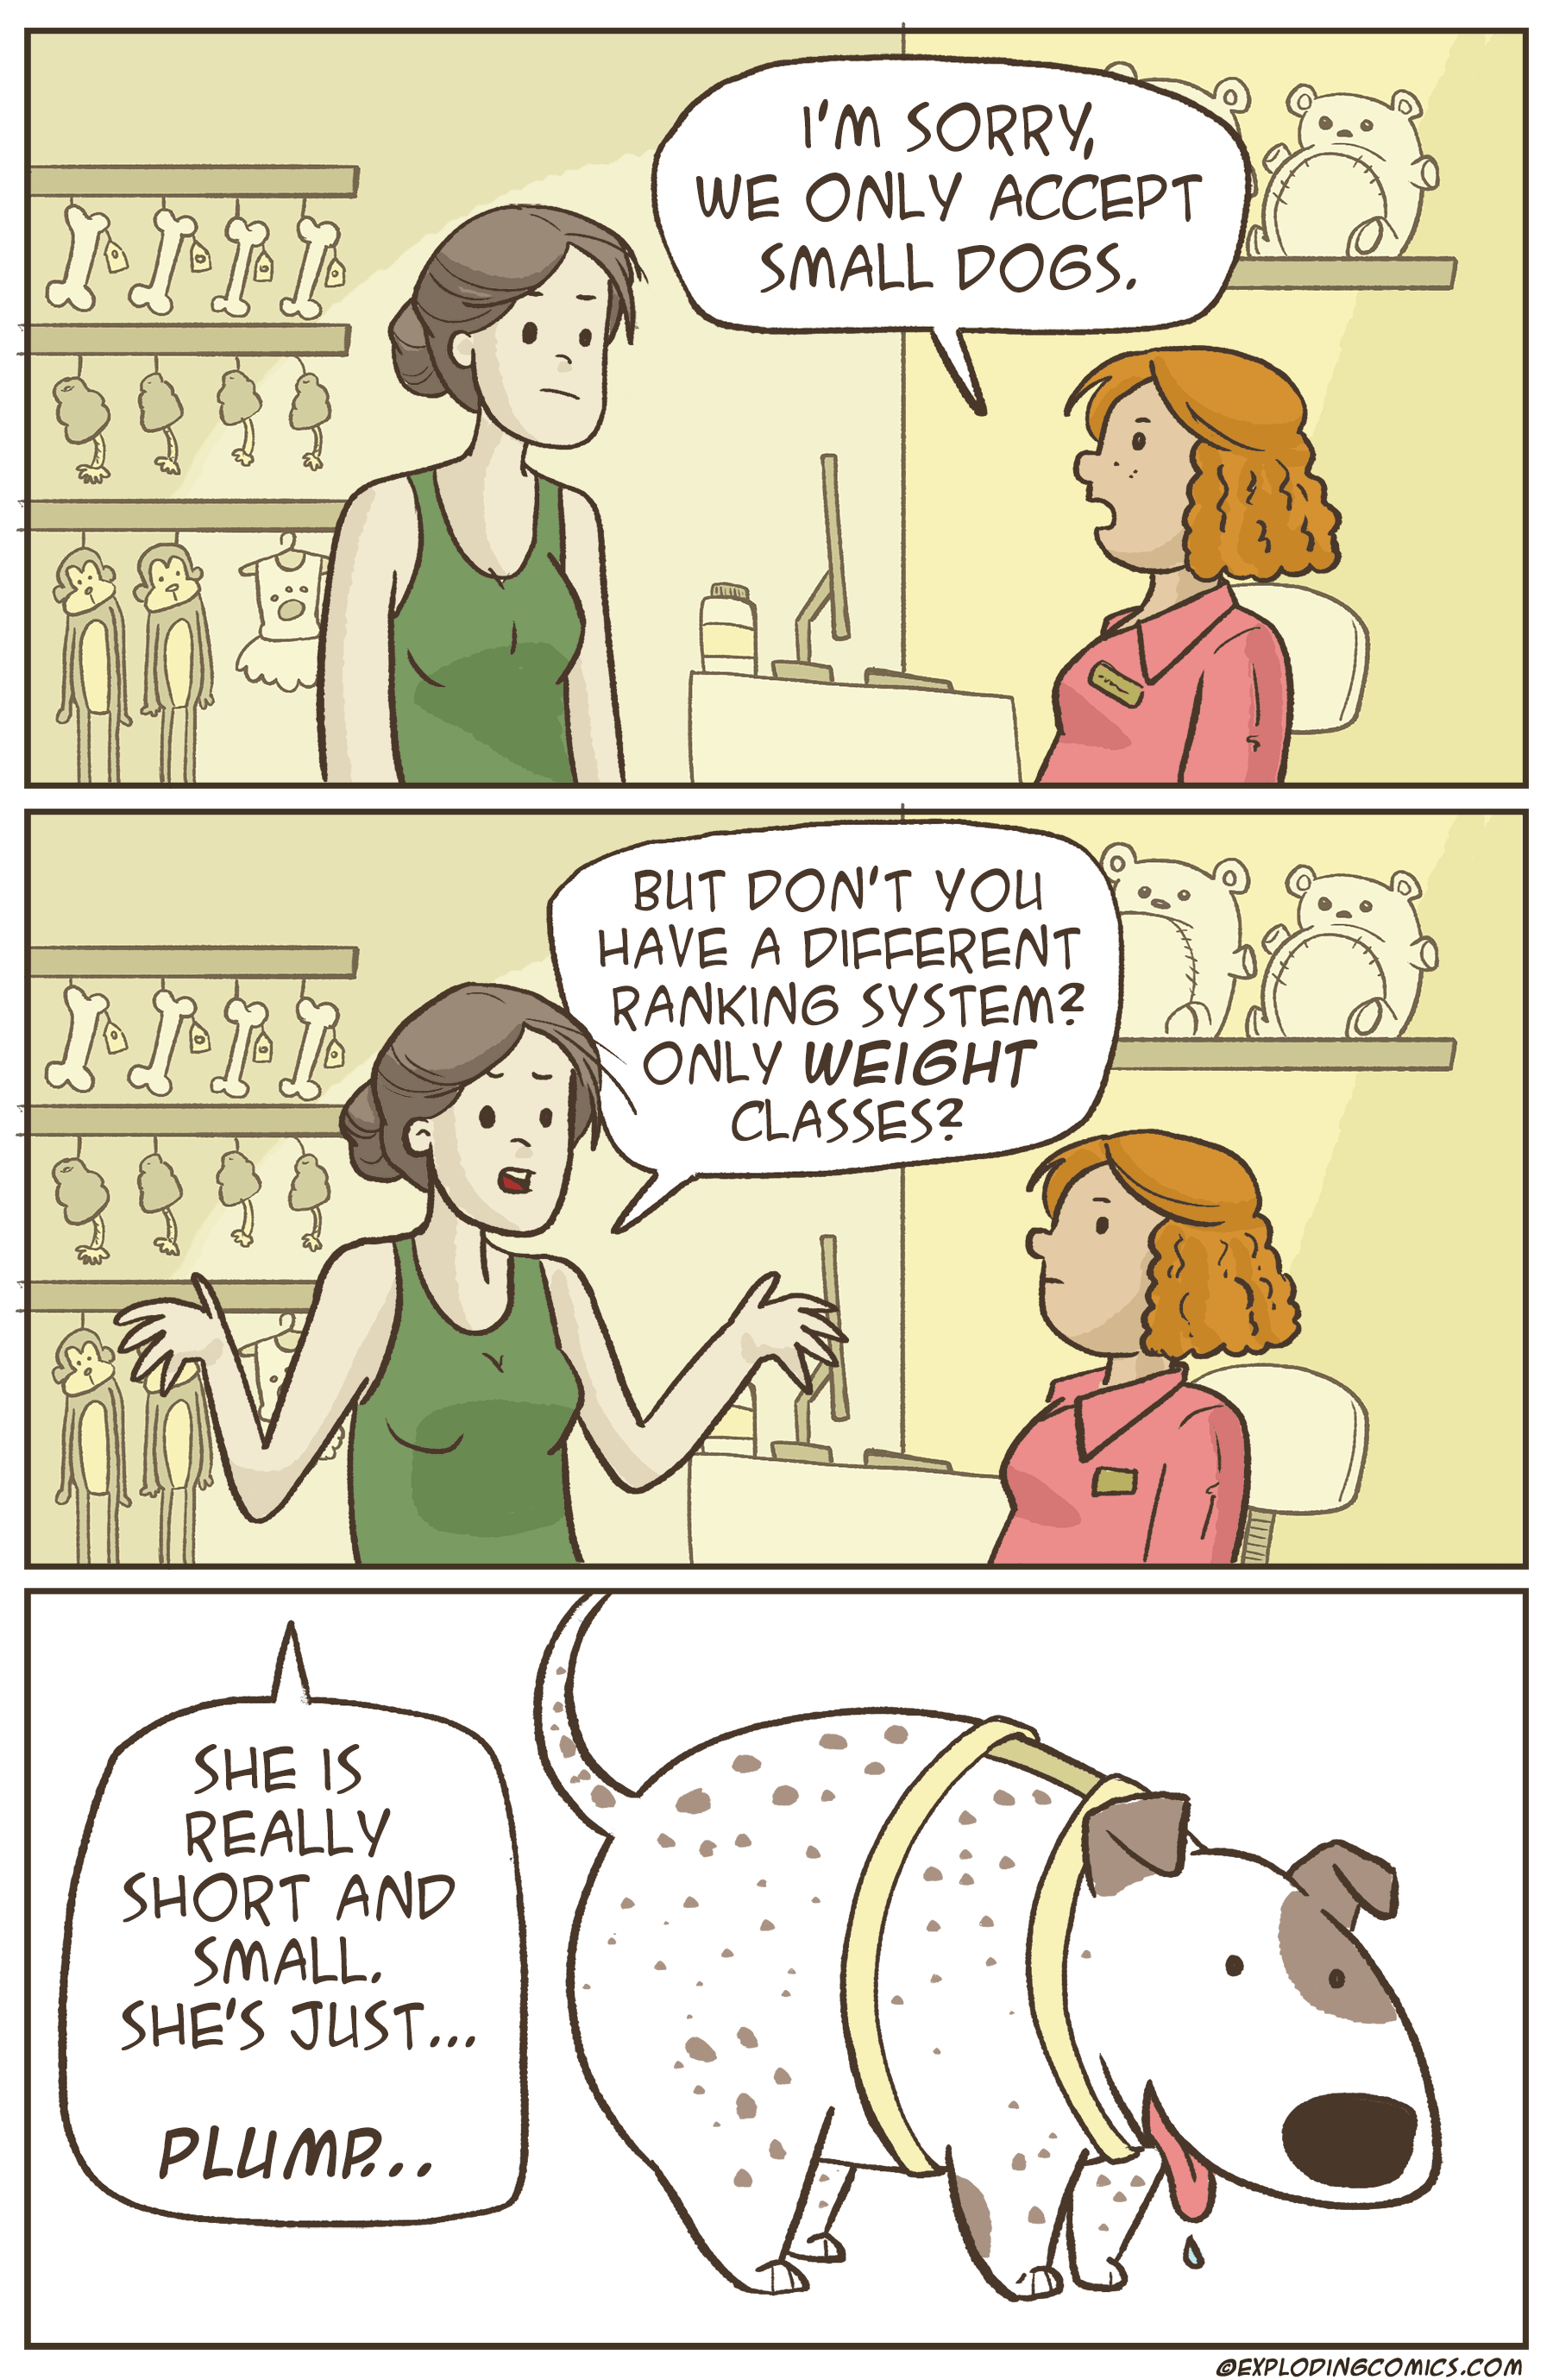 I'M SORRY,
WE ONLY ACCEPT
SMALL DOGS.
BUT DON'T YOU
HAVE A DIFFERENT
RANKING SYSTEM?
ONLY WEIGHT
CLASSES?
SHE IS
REALLY
SHORT AND
SMALL.
SHE'S JUST...
PLUMP...
©EXPLODINGCOMICS.COM